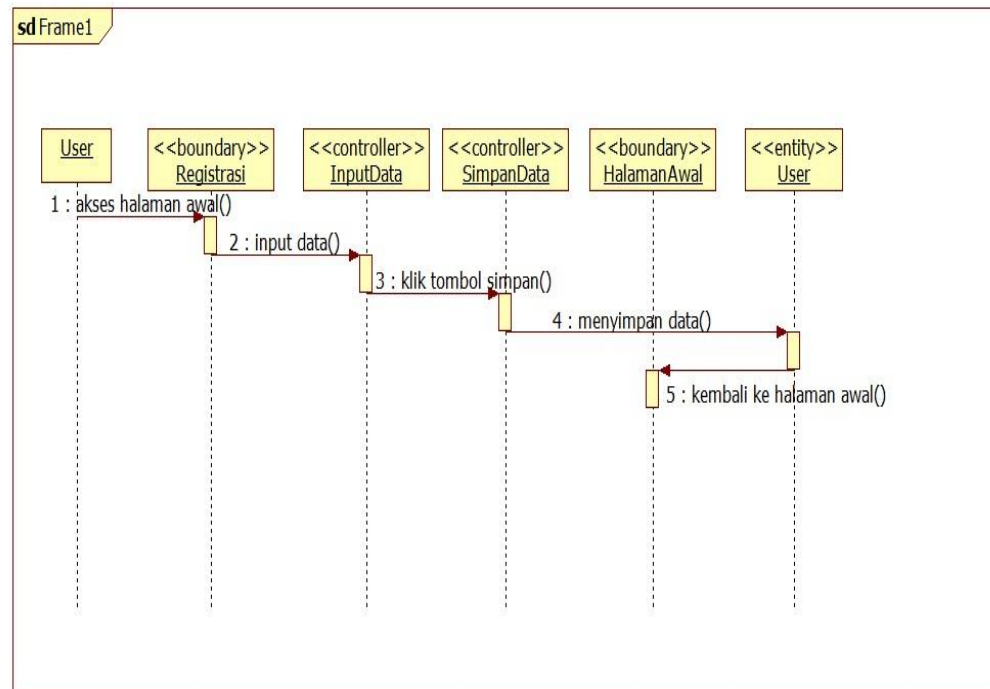 sd Frame1
User
<<boundary>>
Registrasi
<<controller>>
InputData
<<controller>>
SimpanData
<<boundary>>
HalamanAwal
<<entity>>
User
1 : akses halaman awal()
2 : input data()
3 : klik tombol simpan()
4 : menyimpan data()
5 : kembali ke halaman awal()